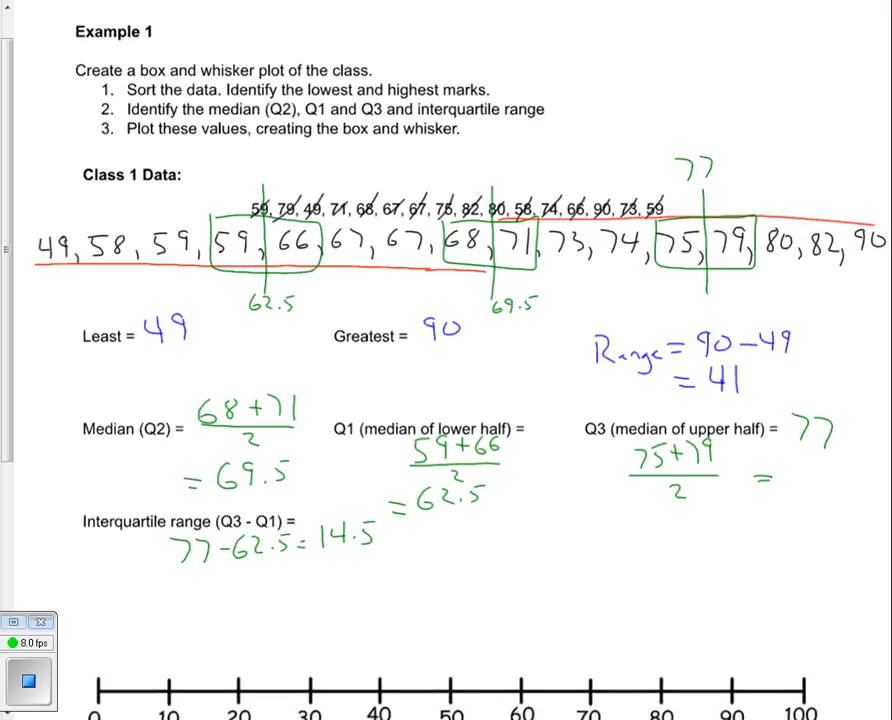 Example 1
Create a box and whisker plot of the class.
1. Sort the data. Identify the lowest and highest marks.
2. Identify the median (Q2), Q1 and Q3 and interquartile range
3. Plot these values, creating the box and whisker.
77
Class 1 Data:
59, 79, 49, 71, 68, 67, 67, 75, 82, 80, 58, 74, 66, 90, 73, 59
49, 58, 59, 59, 66, 67, 67, 68, 71, 73, 74, 75, 79, 80, 82, 90
62.5 69.5
Least = 49 Greatest = 90 Range = 90 - 49
= 41
Median (Q2) = 68 + 71 / 2 Q1 (median of lower half) = Q3 (median of upper half) = 77
= 69.5 59 + 66 / 2 75 + 79 / 2 =
= 62.5
Interquartile range (Q3 - Q1) =
77 - 62.5 = 14.5
8.0 fps
0 10 20 30 40 50 60 70 80 90 100